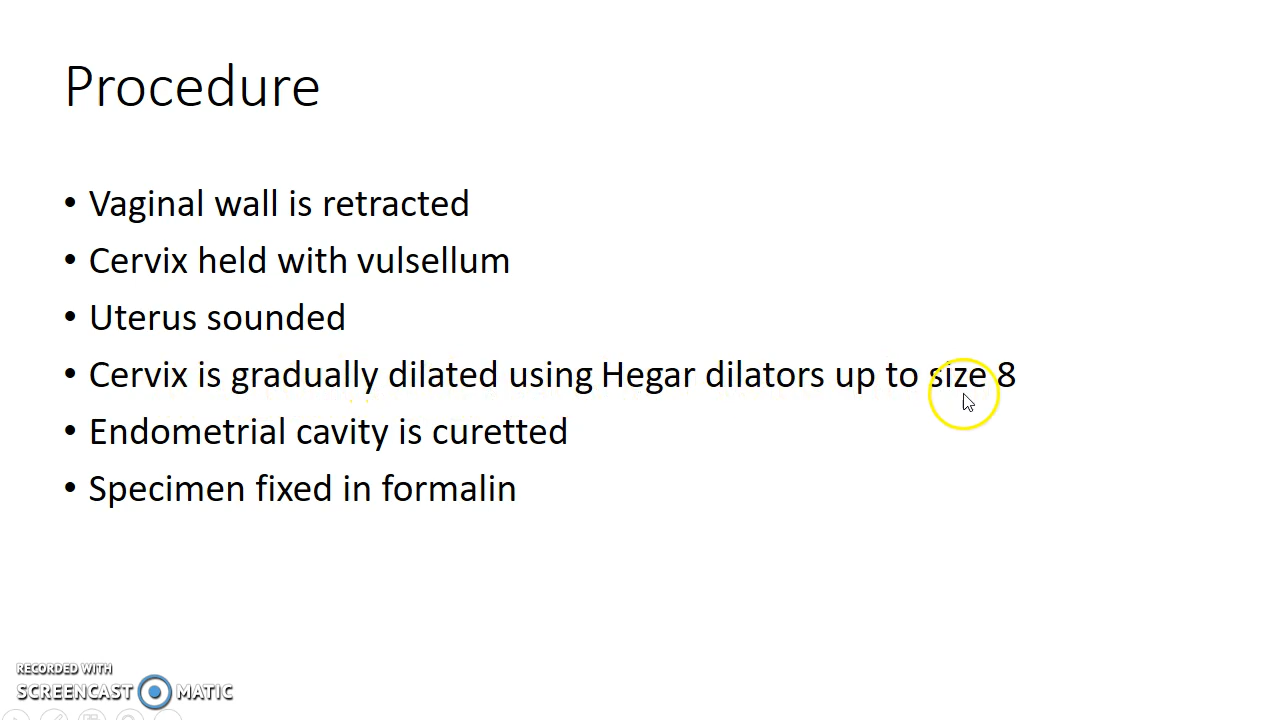 Procedure
• Vaginal wall is retracted
• Cervix held with vulsellum
• Uterus sounded
• Cervix is gradually dilated using Hegar dilators up to size 8
• Endometrial cavity is curetted
• Specimen fixed in formalin
RECORDED WITH
SCREENCAST MATIC